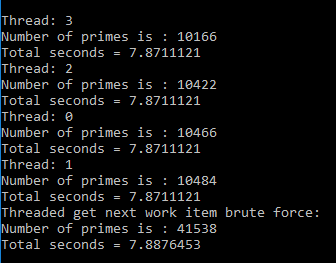 Thread: 3
Number of primes is : 10166
Total seconds = 7.8711121
Thread: 2
Number of primes is : 10422
Total seconds = 7.8711121
Thread: 0
Number of primes is : 10466
Total seconds = 7.8711121
Thread: 1
Number of primes is : 10484
Total seconds = 7.8711121
Threaded get next work item brute force:
Number of primes is : 41538
Total seconds = 7.8876453